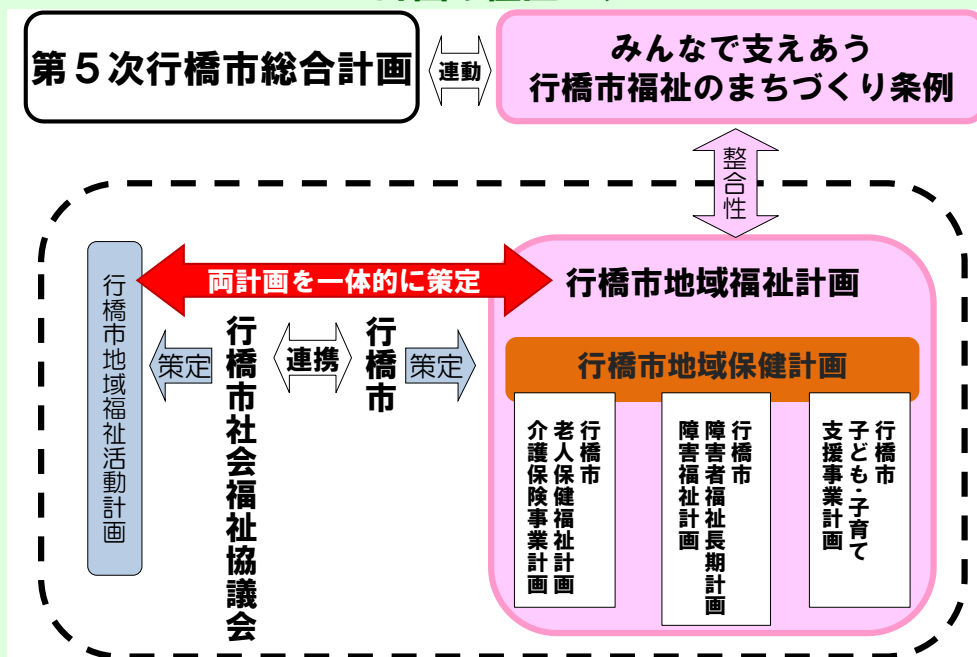 第５次行橋市総合計画
連動
みんなで支えあう
行橋市福祉のまちづくり条例
整合性
両計画を一体的に策定
行橋市地域福祉計画
行橋市地域福祉活動計画
策定
行橋市社会福祉協議会
連携
行橋市
策定
行橋市地域保健計画
行橋市
老人保健福祉計画
介護保険事業計画
行橋市
障害者福祉長期計画
障害福祉計画
行橋市
子ども・子育て
支援事業計画